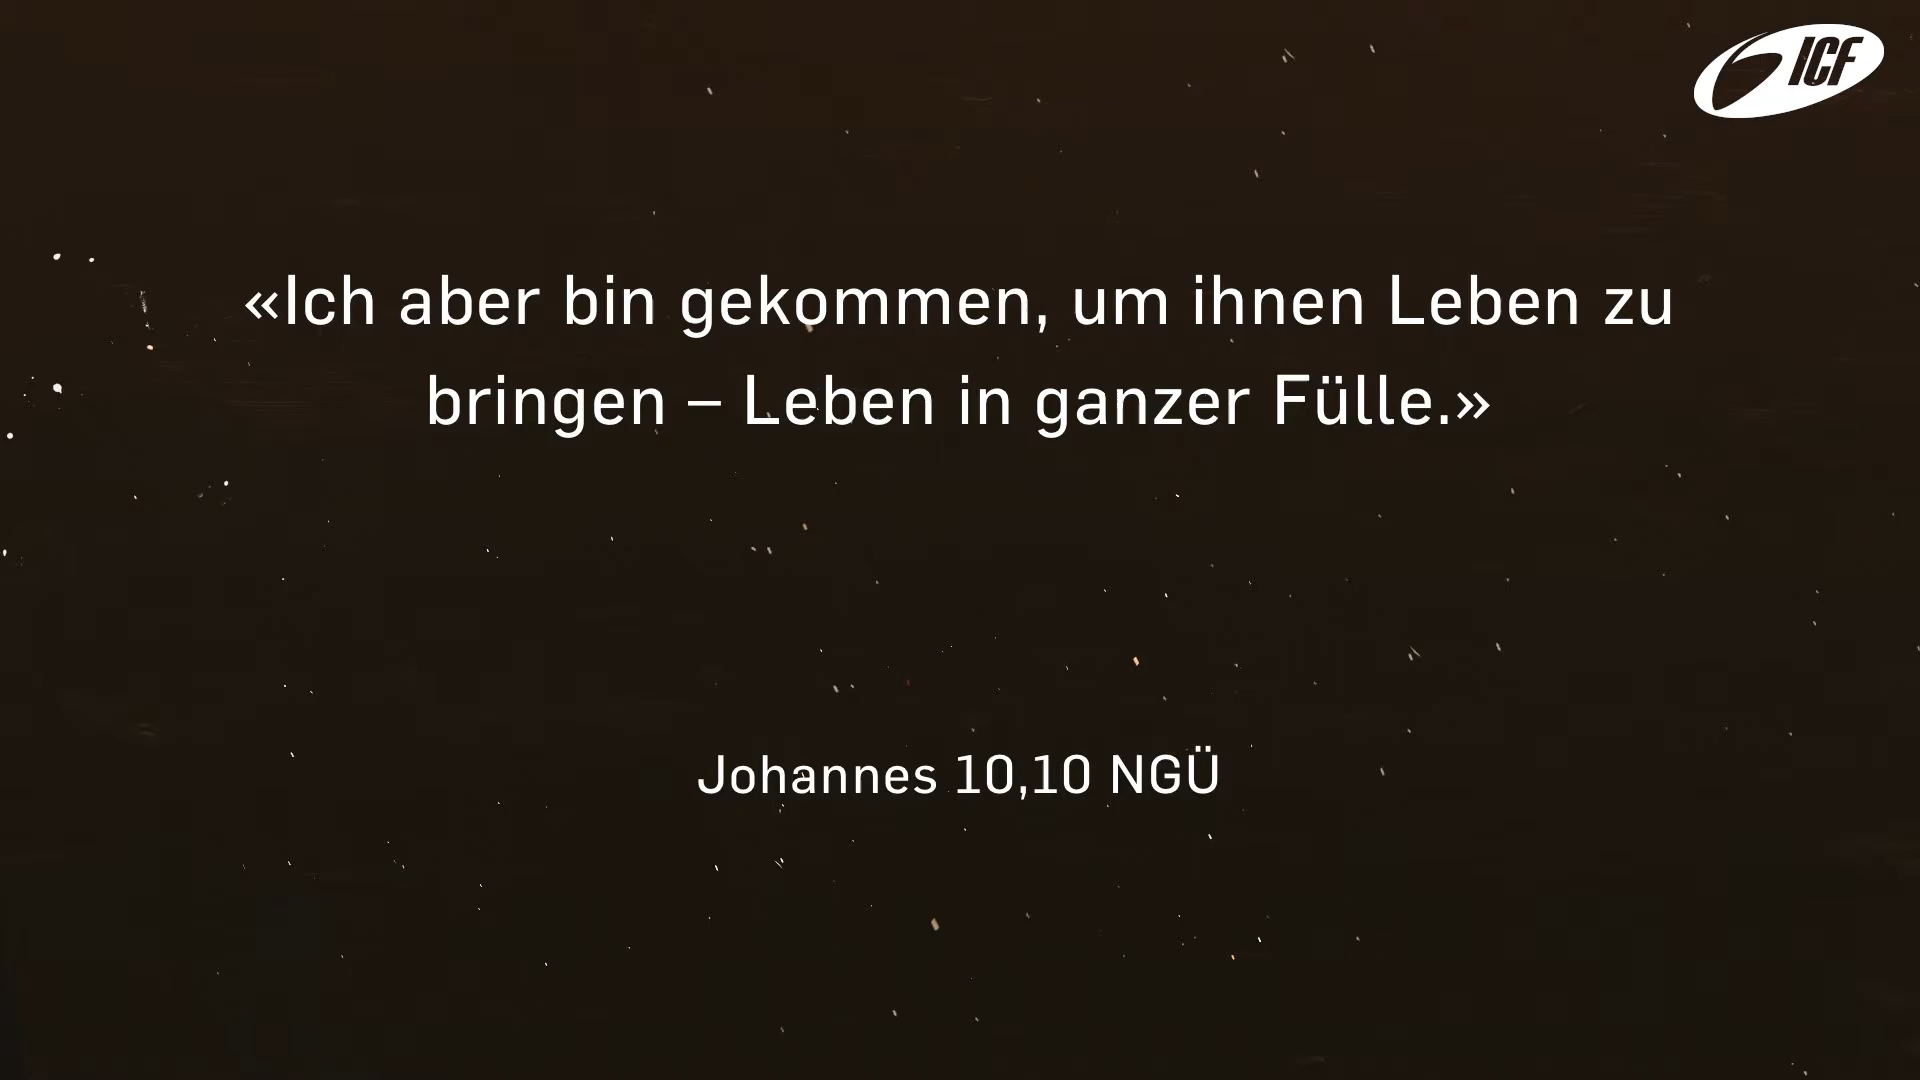 ICF
«Ich aber bin gekommen, um ihnen Leben zu
bringen – Leben in ganzer Fülle.»
Johannes 10,10 NGÜ